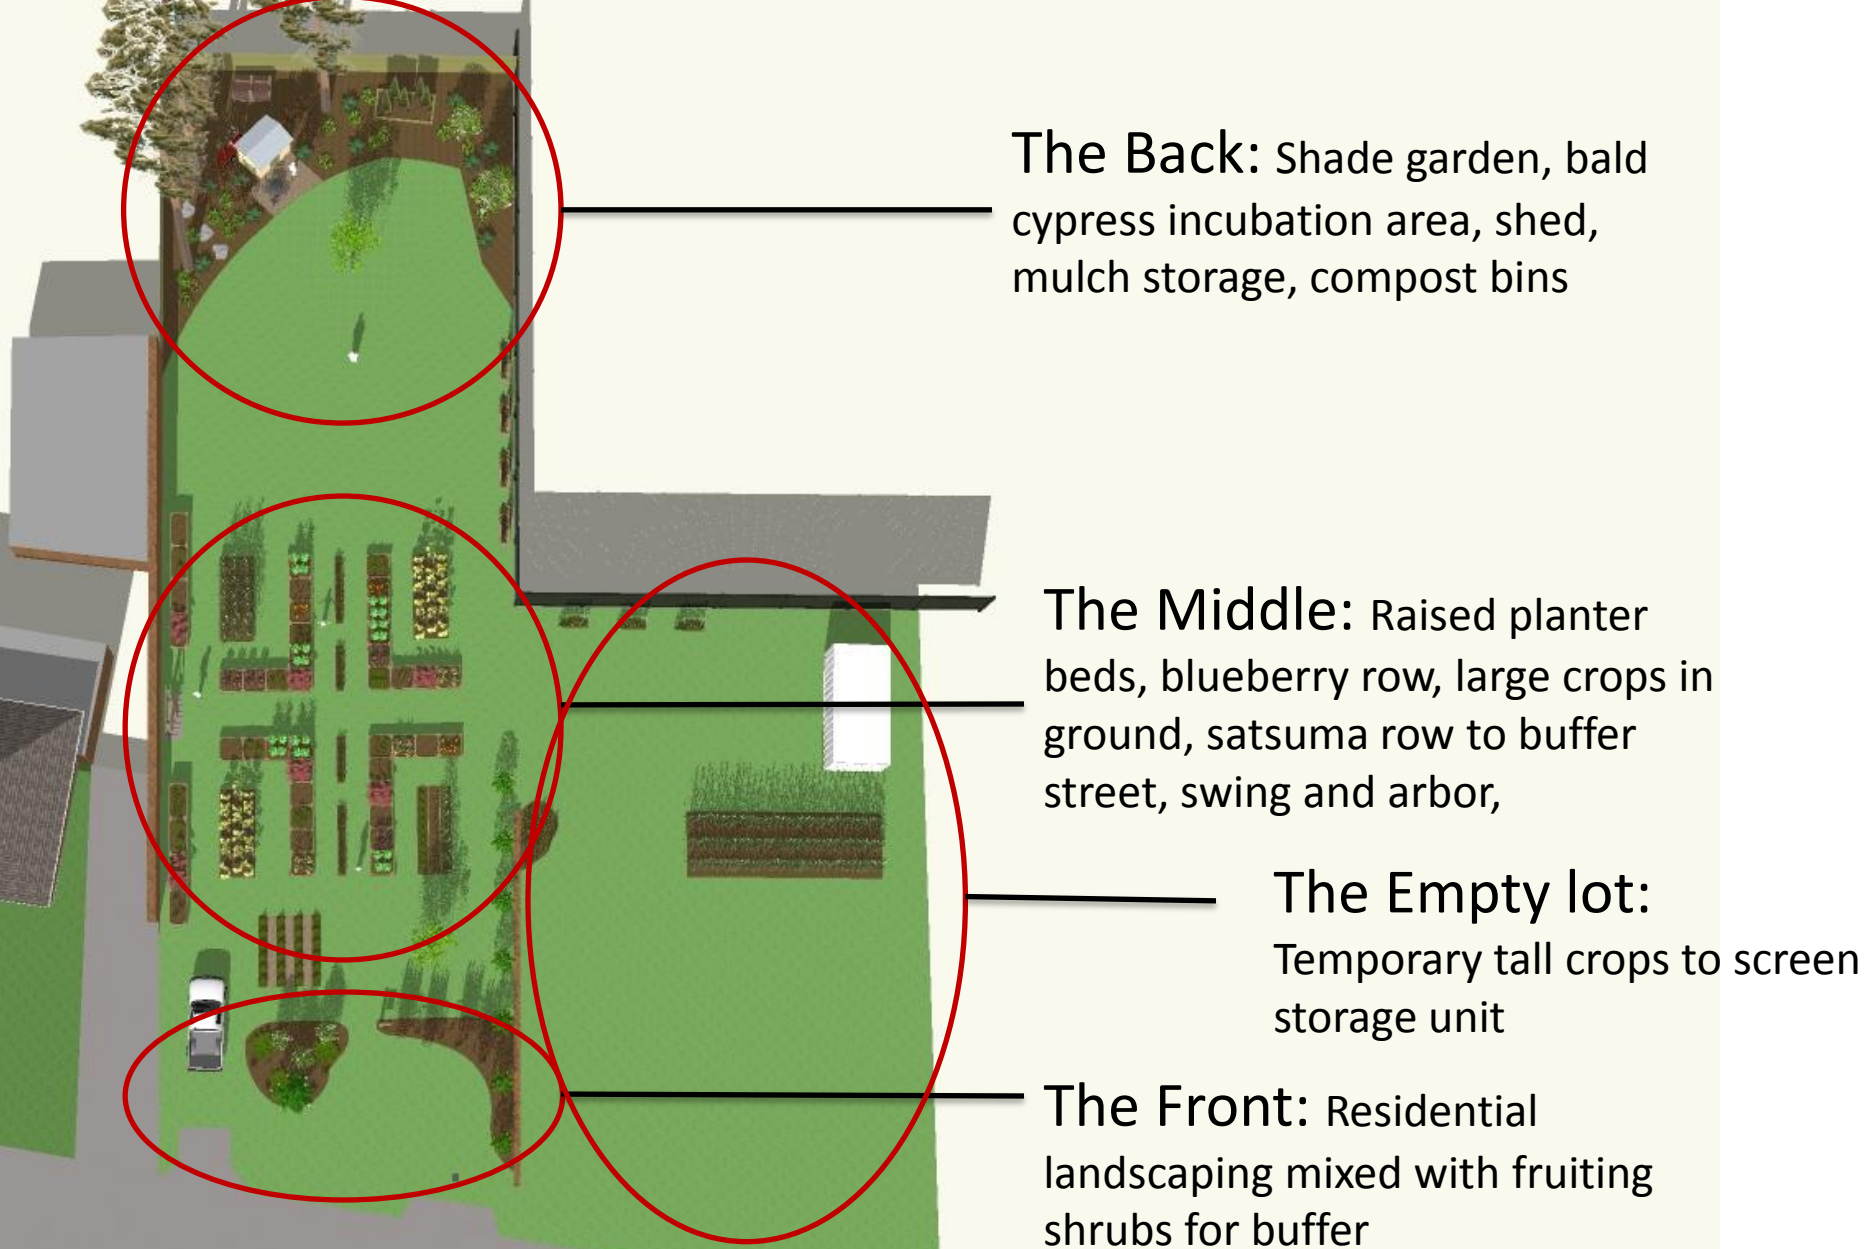 The Back: Shade garden, bald
cypress incubation area, shed,
mulch storage, compost bins
The Middle: Raised planter
beds, blueberry row, large crops in
ground, satsuma row to buffer
street, swing and arbor,
The Empty lot:
Temporary tall crops to screen
storage unit
The Front: Residential
landscaping mixed with fruiting
shrubs for buffer